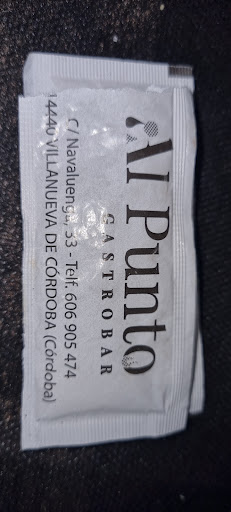 Al Punto
GASTROBAR
C/ Navaluenga, 33 - Telf. 606 905 474
14440 VILLANUEVA DE CÓRDOBA (Córdoba)